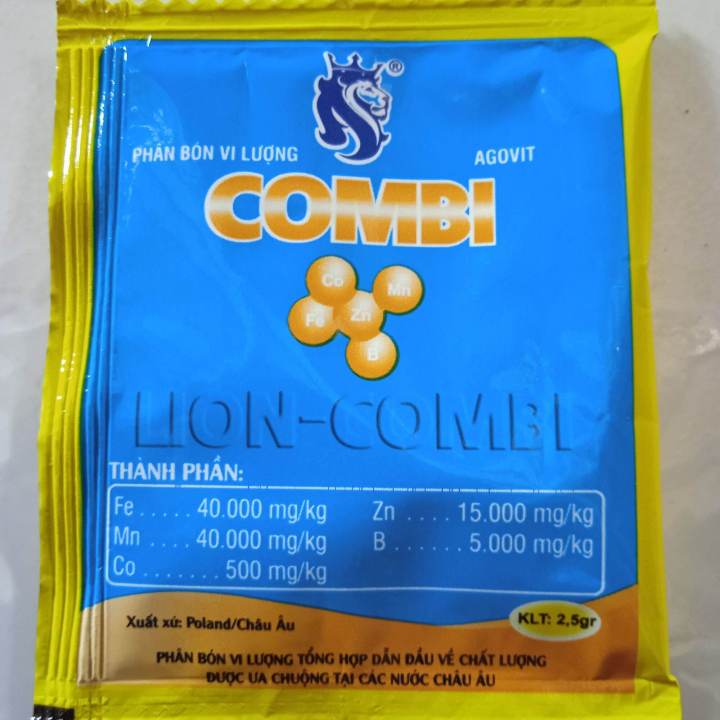 ®
PHÂN BÓN VI LƯỢNG AGOVIT
COMBI
Co Mn
Fe Zn
B
LION-COMBI
THÀNH PHẦN:
Fe ..... 40.000 mg/kg Zn .... 15.000 mg/kg
Mn .... 40.000 mg/kg B ...... 5.000 mg/kg
Co ....... 500 mg/kg
Xuất xứ: Poland/Châu Âu KLT: 2,5gr
PHÂN BÓN VI LƯỢNG TỔNG HỢP DẪN ĐẦU VỀ CHẤT LƯỢNG
ĐƯỢC ƯA CHUỘNG TẠI CÁC NƯỚC CHÂU ÂU